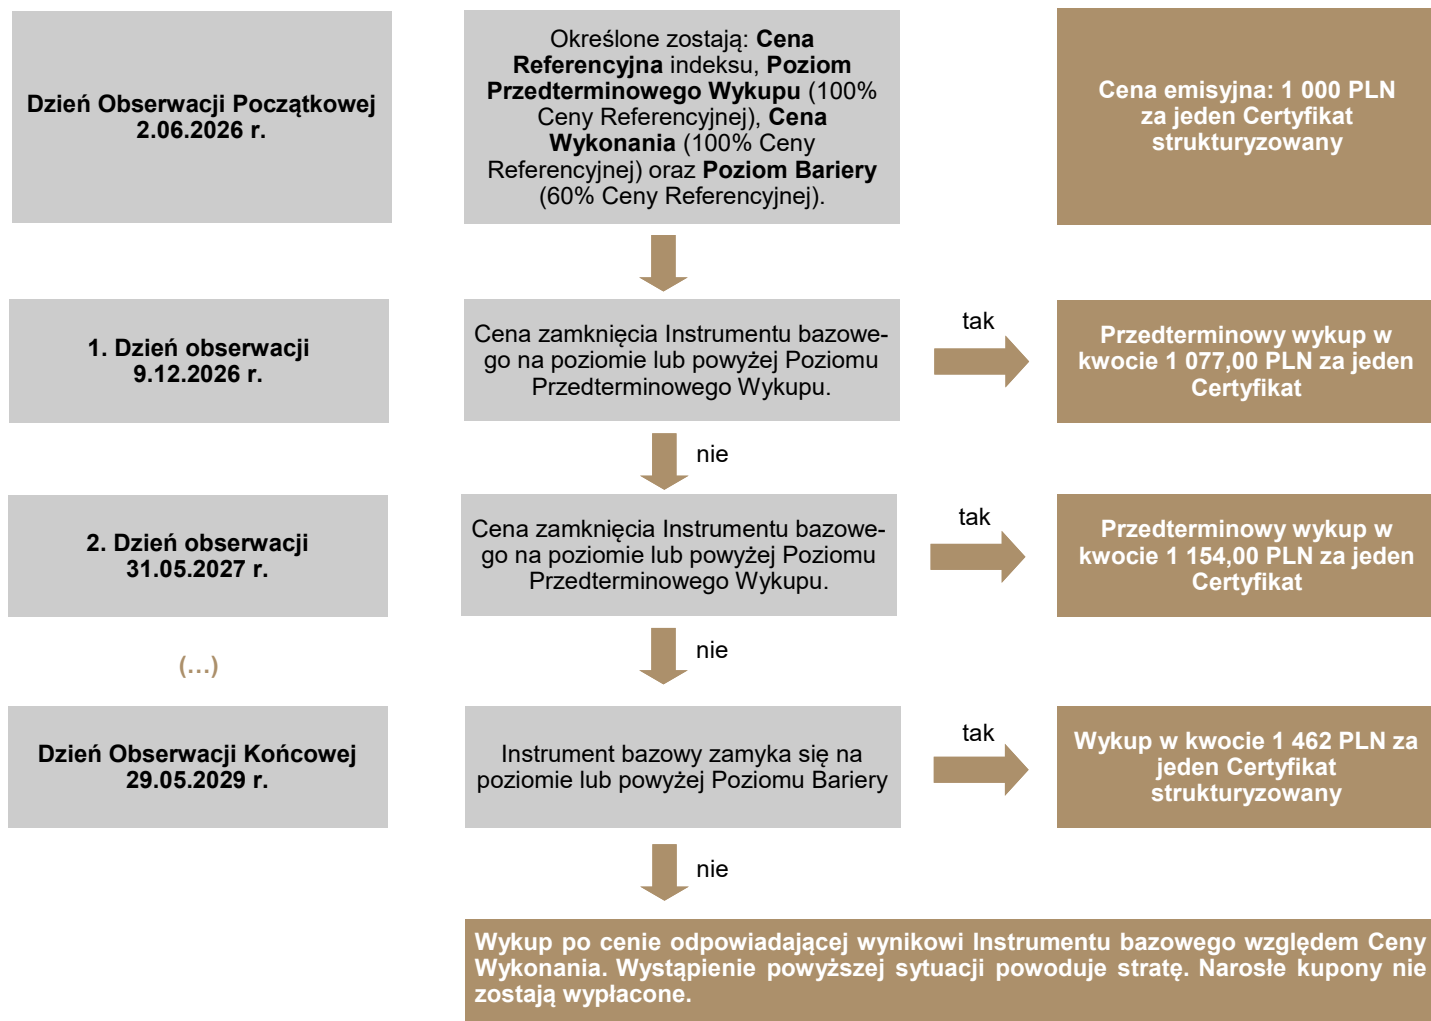 Dzień Obserwacji Początkowej
2.06.2026 r.
Określone zostają: Cena
Referencyjna indeksu, Poziom
Przedterminowego Wykupu (100%
Ceny Referencyjnej), Cena
Wykonania (100% Ceny
Referencyjnej) oraz Poziom Bariery
(60% Ceny Referencyjnej).
Cena emisyjna: 1 000 PLN
za jeden Certyfikat
strukturyzowany
1. Dzień obserwacji
9.12.2026 r.
Cena zamknięcia Instrumentu bazowe-
go na poziomie lub powyżej Poziomu
Przedterminowego Wykupu.
tak
Przedterminowy wykup w
kwocie 1 077,00 PLN za jeden
Certyfikat
nie
2. Dzień obserwacji
31.05.2027 r.
Cena zamknięcia Instrumentu bazowe-
go na poziomie lub powyżej Poziomu
Przedterminowego Wykupu.
tak
Przedterminowy wykup w
kwocie 1 154,00 PLN za jeden
Certyfikat
nie
(…)
Dzień Obserwacji Końcowej
29.05.2029 r.
Instrument bazowy zamyka się na
poziomie lub powyżej Poziomu Bariery
tak
Wykup w kwocie 1 462 PLN za
jeden Certyfikat
strukturyzowany
nie
Wykup po cenie odpowiadającej wynikowi Instrumentu bazowego względem Ceny
Wykonania. Wystąpienie powyższej sytuacji powoduje stratę. Narosłe kupony nie
zostają wypłacone.